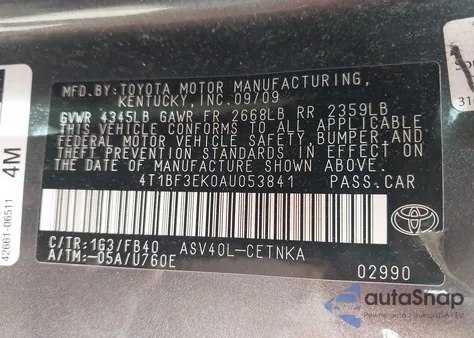 MFD. BY: TOYOTA MOTOR MANUFACTURING,
KENTUCKY, INC. 09/09
GVWR 4345LB GAWR FR 2668LB RR 2359LB
THIS VEHICLE CONFORMS TO ALL APPLICABLE
FEDERAL MOTOR VEHICLE SAFETY, BUMPER, AND
THEFT PREVENTION STANDARDS IN EFFECT ON
THE DATE OF MANUFACTURE SHOWN ABOVE.
4T1BF3EK0AU053841 PASS.CAR
C/TR:1G3/FB40 ASV40L-CETNKA
A/TM:-05A/U760E
02990
TOYOTA
4M
42661-06511
autoSnap